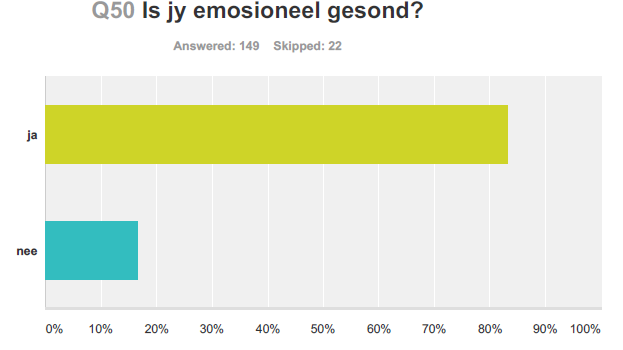 Q50 Is jy emosioneel gesond?
Answered: 149 Skipped: 22
ja
nee
0% 10% 20% 30% 40% 50% 60% 70% 80% 90% 100%